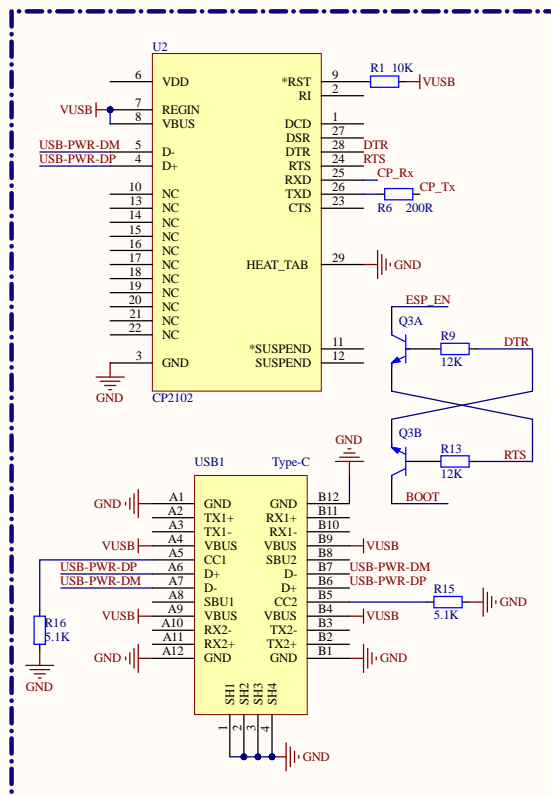 U2
6 VDD *RST 9 R1 10K VUSB
RI 2
VUSB 7 REGIN
8 VBUS DCD 1
DSR 27
USB-PWR-DM 5 D- DTR 28 DTR
USB-PWR-DP 4 D+ RTS 24 RTS
RXD 25 CP_Rx
10 NC TXD 26 CP_Tx
13 NC CTS 23 R6 200R
14 NC
15 NC
16 NC
17 NC HEAT_TAB 29 GND
18 NC
19 NC
20 NC
21 NC
22 NC
*SUSPEND 11
3 GND SUSPEND 12
GND
CP2102
ESP_EN
Q3A
R9 DTR
12K
Q3B
R13 RTS
12K
BOOT
GND
USB1 Type-C
GND A1 GND GND B12
A2 TX1+ RX1+ B11
A3 TX1- RX1- B10
VUSB A4 VBUS VBUS B9 VUSB
A5 CC1 SBU2 B8
USB-PWR-DP A6 D+ D- B7 USB-PWR-DM
USB-PWR-DM A7 D- D+ B6 USB-PWR-DP
A8 SBU1 CC2 B5 R15 GND
5.1K
VUSB A9 VBUS VBUS B4 VUSB
A10 RX2- TX2- B3
A11 RX2+ TX2+ B2
GND A12 GND GND B1 GND
R16
5.1K
GND
SH1 SH2 SH3 SH4
1 2 3 4
GND